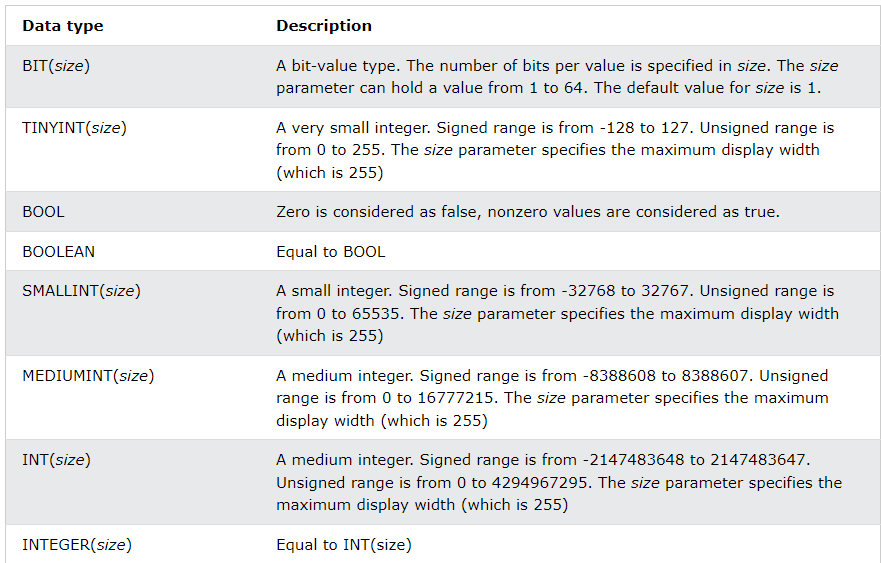 Data type Description
BIT(size) A bit-value type. The number of bits per value is specified in size. The size
parameter can hold a value from 1 to 64. The default value for size is 1.
TINYINT(size) A very small integer. Signed range is from -128 to 127. Unsigned range is
from 0 to 255. The size parameter specifies the maximum display width
(which is 255)
BOOL Zero is considered as false, nonzero values are considered as true.
BOOLEAN Equal to BOOL
SMALLINT(size) A small integer. Signed range is from -32768 to 32767. Unsigned range is
from 0 to 65535. The size parameter specifies the maximum display width
(which is 255)
MEDIUMINT(size) A medium integer. Signed range is from -8388608 to 8388607. Unsigned
range is from 0 to 16777215. The size parameter specifies the maximum
display width (which is 255)
INT(size) A medium integer. Signed range is from -2147483648 to 2147483647.
Unsigned range is from 0 to 4294967295. The size parameter specifies the
maximum display width (which is 255)
INTEGER(size) Equal to INT(size)